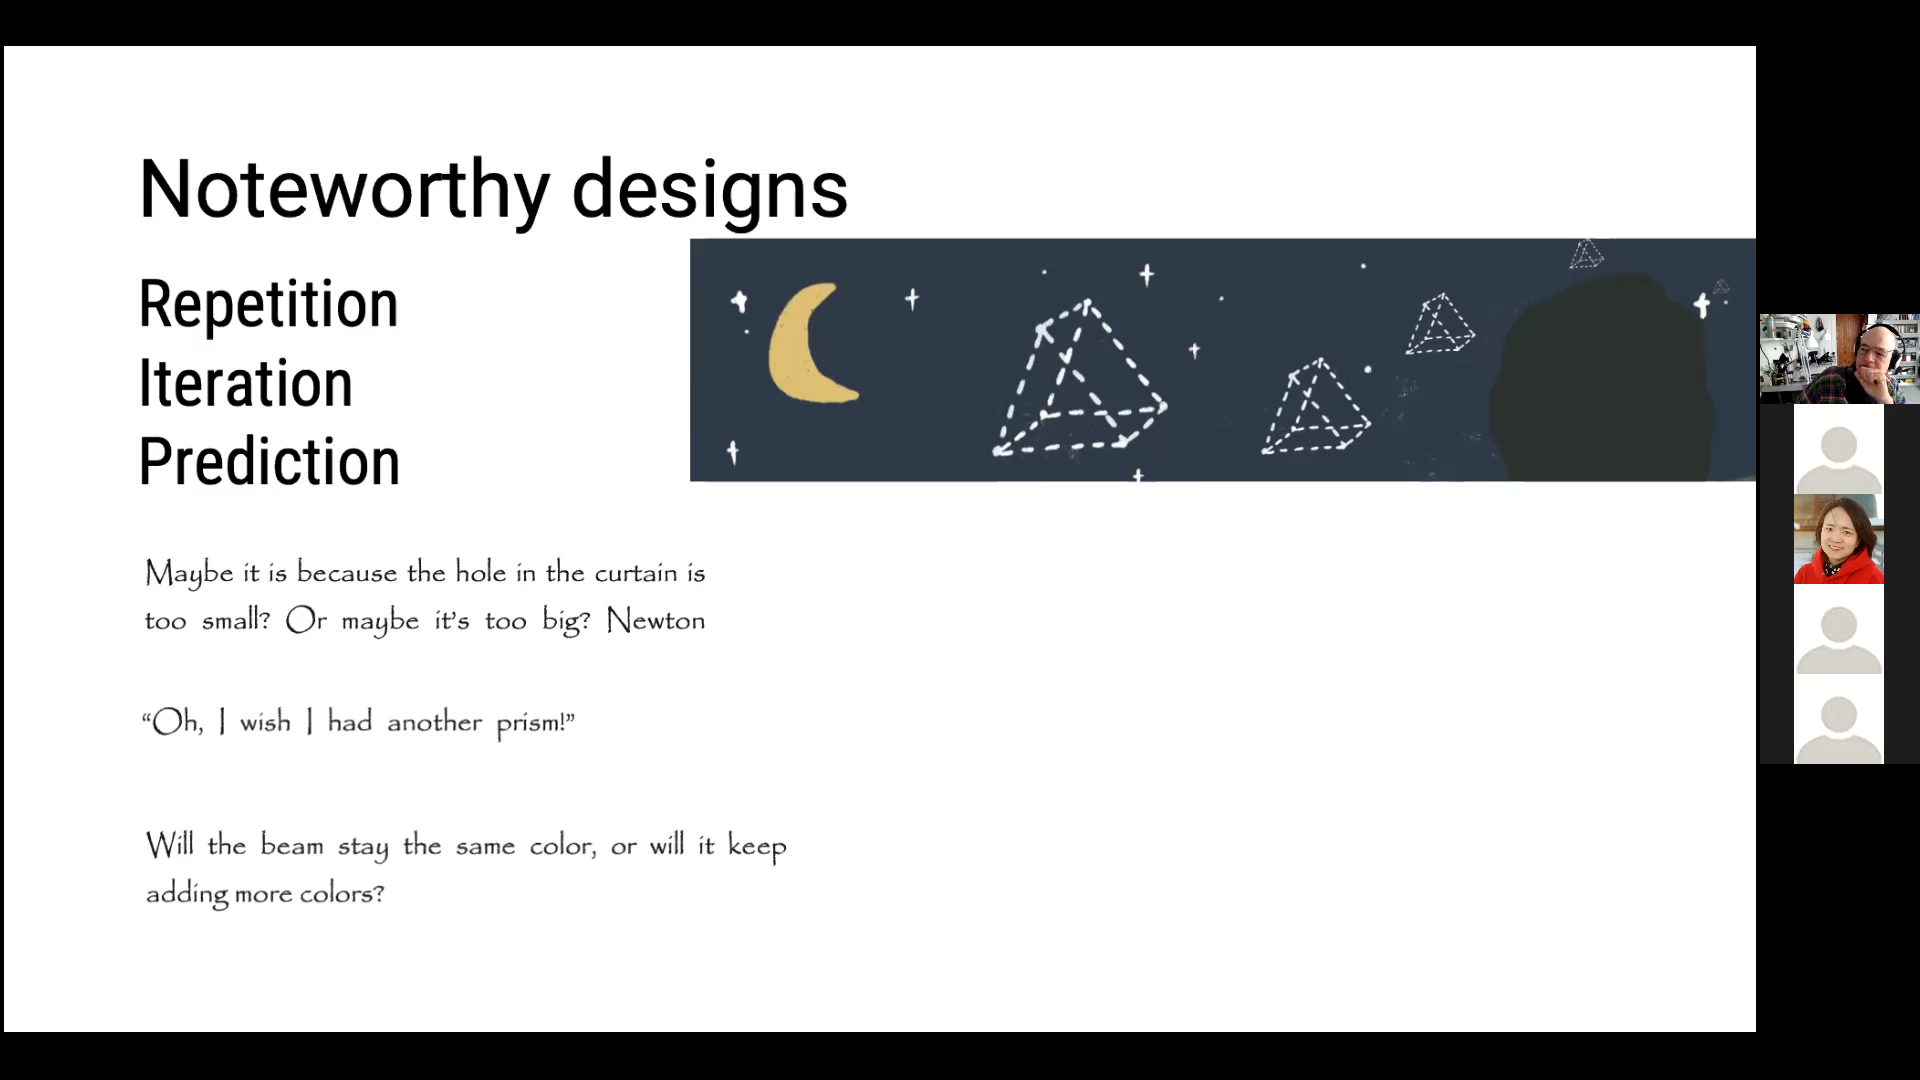 Noteworthy designs
Repetition
Iteration
Prediction
Maybe it is because the hole in the curtain is
too small? Or maybe it's too big? Newton
“Oh, I wish I had another prism!”
Will the beam stay the same color, or will it keep
adding more colors?